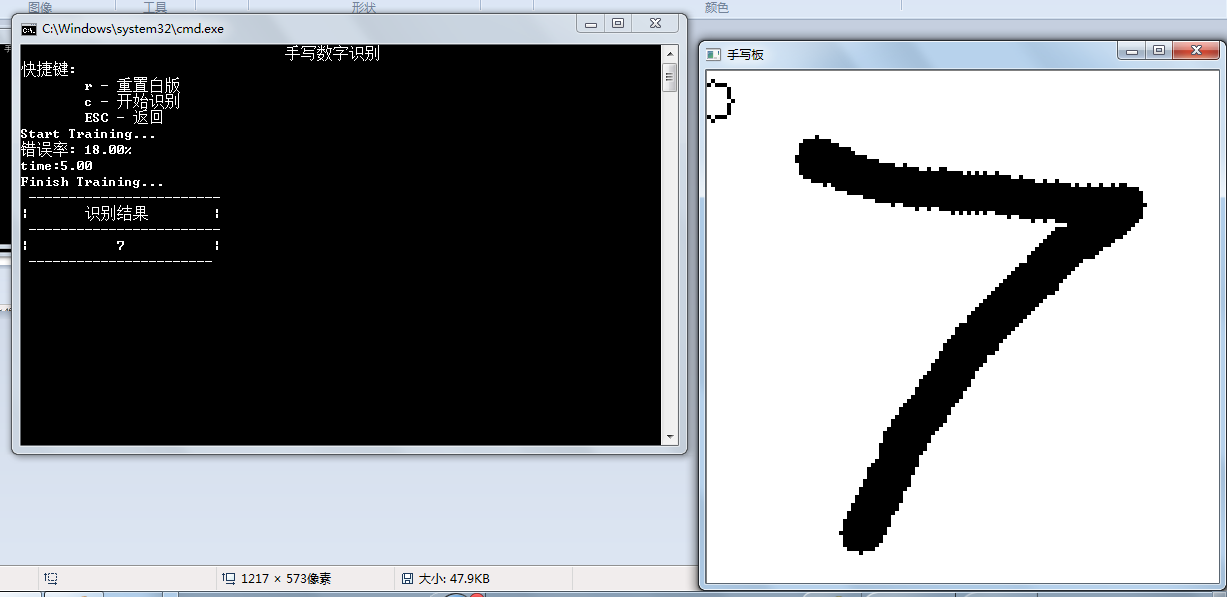 图像 工具 形状 颜色
C:\Windows\system32\cmd.exe
手写数字识别
快捷键:
r - 重置白版
c - 开始识别
ESC - 返回
Start Training...
错误率: 18.00%
time:5.00
Finish Training...
识别结果
7
手写板
7
1217 × 573像素
大小: 47.9KB